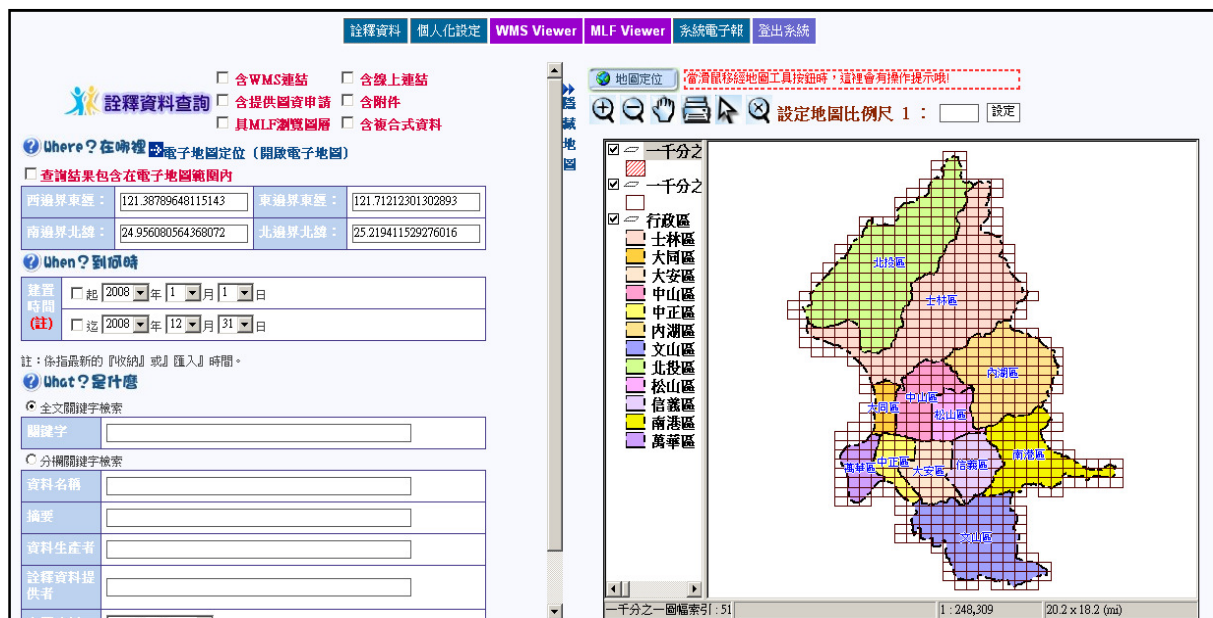 詮釋資料 個人化設定 WMS Viewer MLF Viewer 系統電子報 登出系統
詮釋資料查詢
含WMS連結 含線上連結
含提供圖資申請 含附件
具MLF瀏覽圖層 含複合式資料
Where?在哪裡 電子地圖定位(開啟電子地圖)
查詢結果包含在電子地圖範圍內
西邊界東經: 121.38789648115143 東邊界東經: 121.71212301302893
南邊界北緯: 24.956080564368072 北邊界北緯: 25.219411529276016
When?到何時
建置時間(註)
起 2008 年 1 月 1 日
迄 2008 年 12 月 31 日
註:係指最新的『收納』或』匯入』時間。
What?是什麼
全文關鍵字檢索
關鍵字
分欄關鍵字檢索
資料名稱
摘要
資料生產者
詮釋資料提供者
隱藏地圖
地圖定位 當滑鼠移經地圖工具按鈕時,這裡會有操作提示哦!
設定地圖比例尺 1: 設定
一千分之
一千分之
行政區
士林區
大同區
大安區
中山區
中正區
內湖區
文山區
北投區
松山區
信義區
南港區
萬華區
北投區
士林區
內湖區
中山區
大同區
松山區
南港區
信義區
中正區
萬華區
大安區
文山區
一千分之一圖幅索引:51 1:248,309 20.2 x 18.2 (mi)